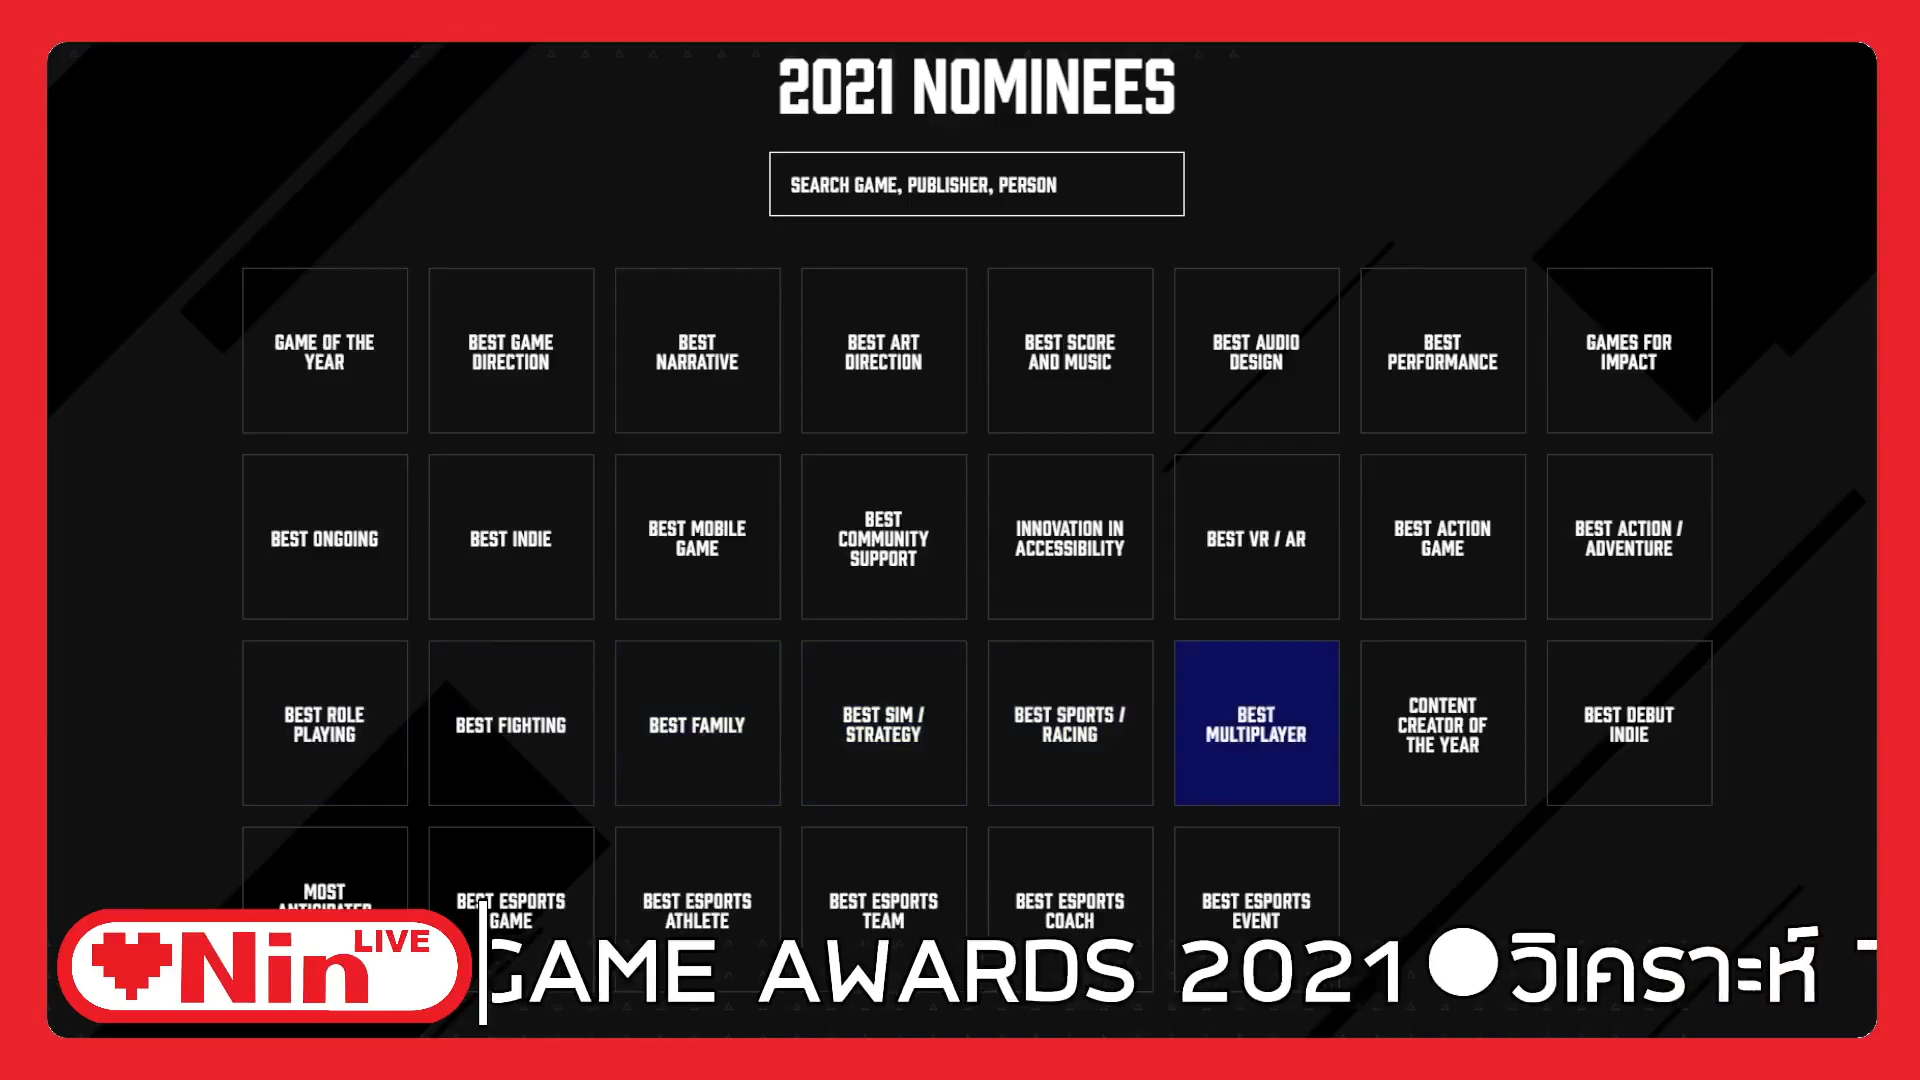 2021 NOMINEES
SEARCH GAME, PUBLISHER, PERSON
GAME OF THE
YEAR
BEST GAME
DIRECTION
BEST
NARRATIVE
BEST ART
DIRECTION
BEST SCORE
AND MUSIC
BEST AUDIO
DESIGN
BEST
PERFORMANCE
GAMES FOR
IMPACT
BEST ONGOING
BEST INDIE
BEST MOBILE
GAME
BEST
COMMUNITY
SUPPORT
INNOVATION IN
ACCESSIBILITY
BEST VR / AR
BEST ACTION
GAME
BEST ACTION /
ADVENTURE
BEST ROLE
PLAYING
BEST FIGHTING
BEST FAMILY
BEST SIM /
STRATEGY
BEST SPORTS /
RACING
BEST
MULTIPLAYER
CONTENT
CREATOR OF
THE YEAR
BEST DEBUT
INDIE
MOST
ANTICIPATED
BEST ESPORTS
GAME
BEST ESPORTS
ATHLETE
BEST ESPORTS
TEAM
BEST ESPORTS
COACH
BEST ESPORTS
EVENT
Nin LIVE
GAME AWARDS 2021●วิเคราะห์